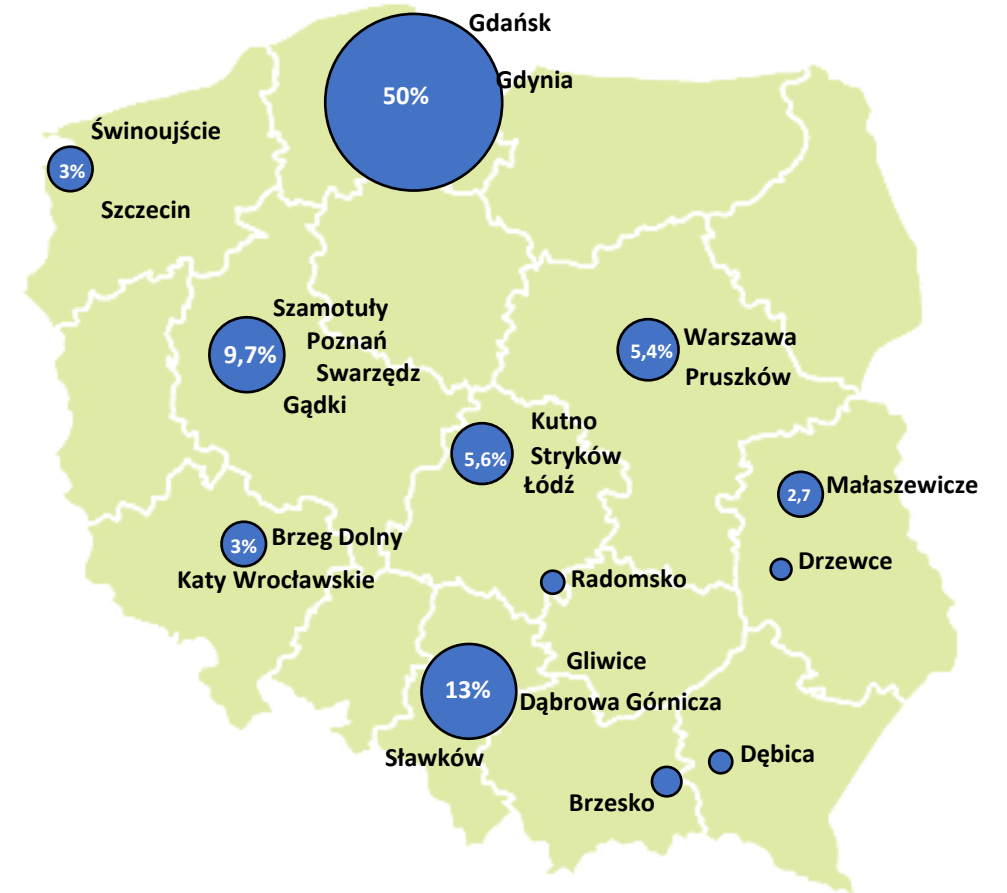 Gdańsk
Gdynia
50%
Świnoujście
3%
Szczecin
Szamotuły
Poznań
9,7%
Swarzędz
Gądki
Warszawa
5,4%
Pruszków
Kutno
Stryków
5,6%
Łódź
Małaszewicze
2,7
Brzeg Dolny
3%
Katy Wrocławskie
Drzewce
Radomsko
Gliwice
13%
Dąbrowa Górnicza
Sławków
Dębica
Brzesko